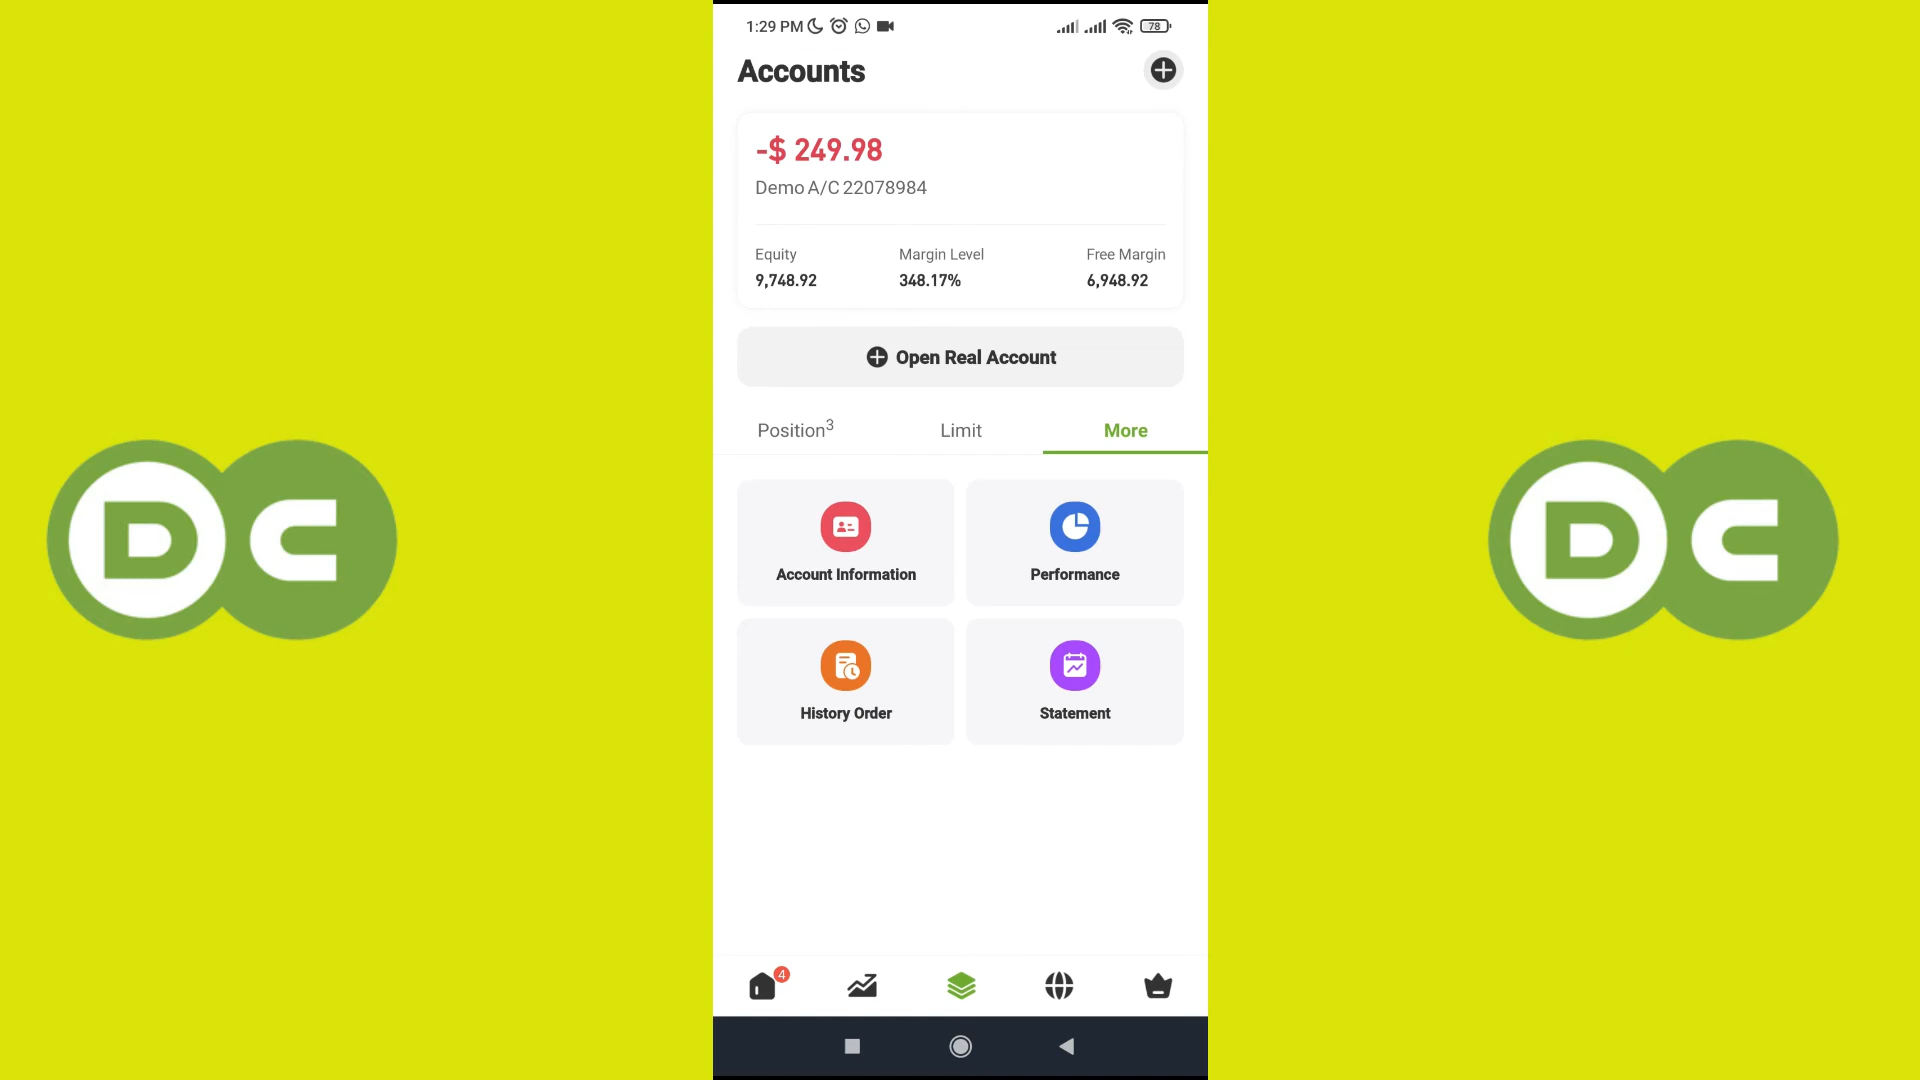 1:29 PM
78
Accounts
-$ 249.98
Demo A/C 22078984
Equity
Margin Level
Free Margin
9,748.92
348.17%
6,948.92
Open Real Account
Position3
Limit
More
Account Information
Performance
History Order
Statement
4
DC
DC